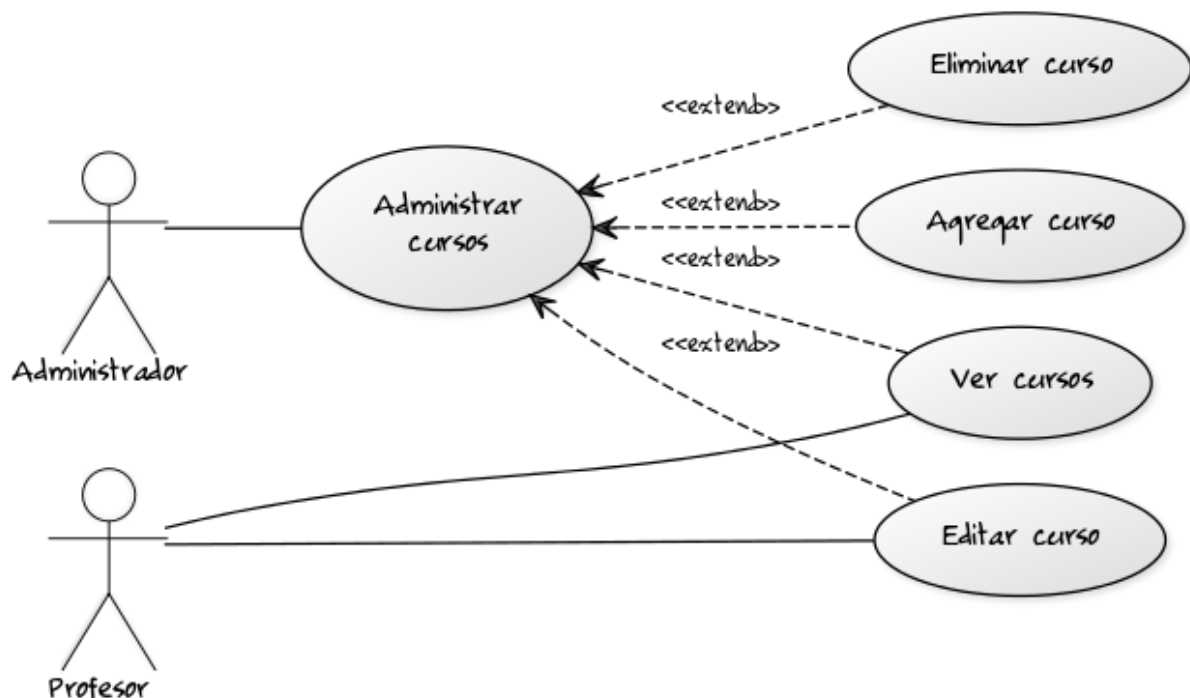 Eliminar curso
<<extend>>
Administrar
cursos
<<extend>>
Agregar curso
<<extend>>
<<extend>>
Ver cursos
Administrador
Editar curso
Profesor